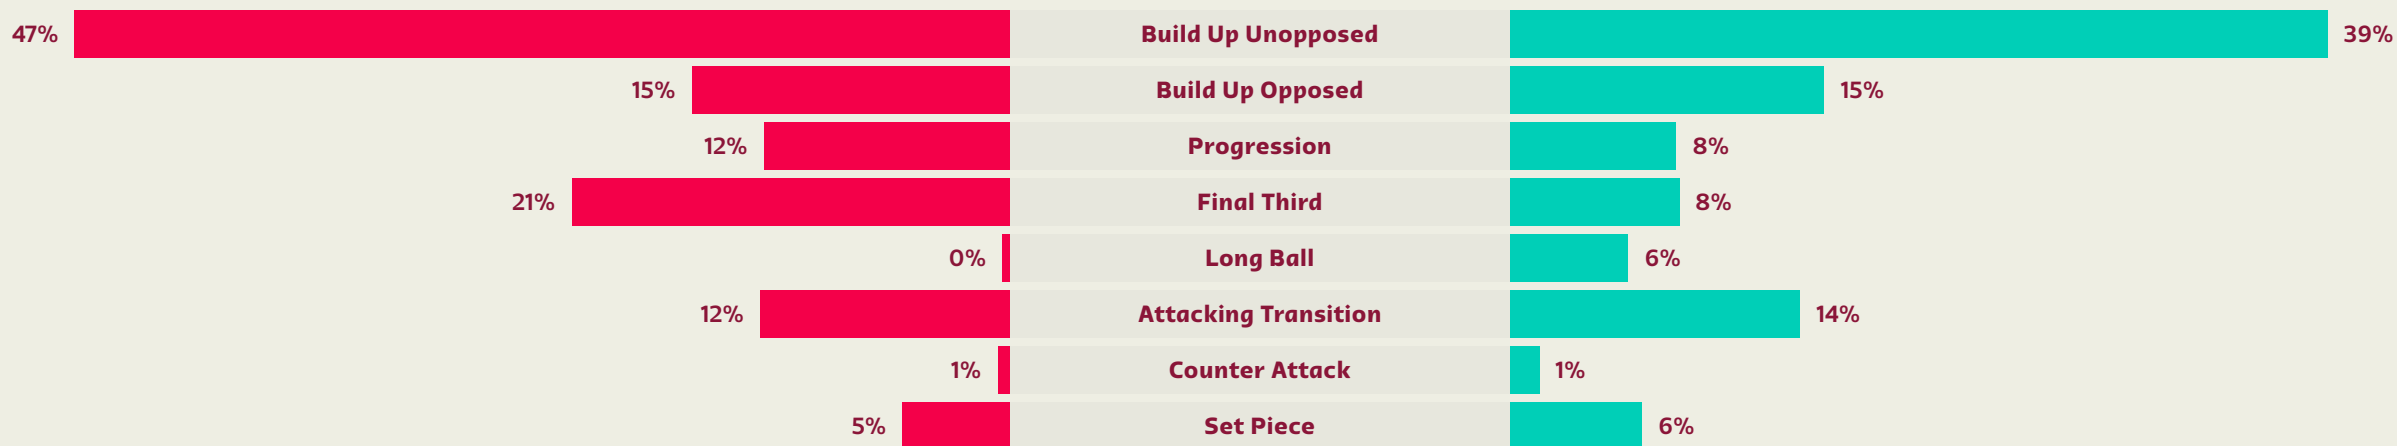 47% Build Up Unopposed 39%
15% Build Up Opposed 15%
12% Progression 8%
21% Final Third 8%
0% Long Ball 6%
12% Attacking Transition 14%
1% Counter Attack 1%
5% Set Piece 6%